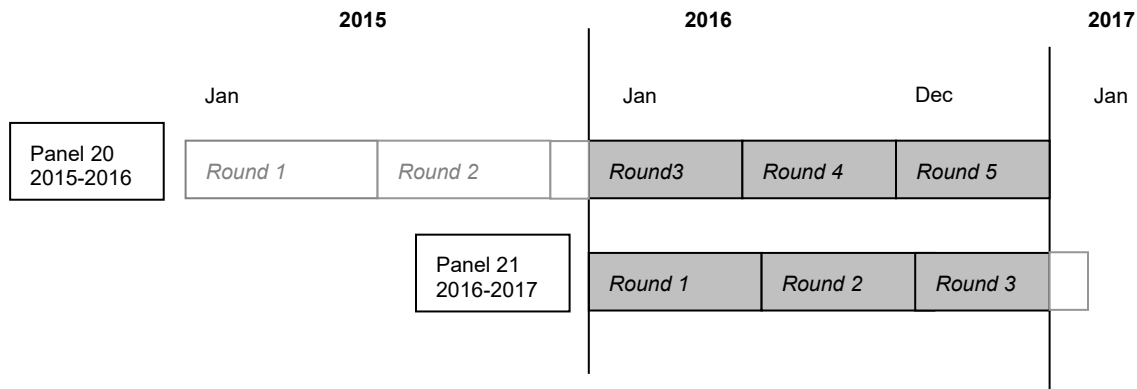 2015 2016 2017
Jan Jan Dec Jan
Panel 20
2015-2016
Round 1 Round 2 Round3 Round 4 Round 5
Panel 21
2016-2017
Round 1 Round 2 Round 3